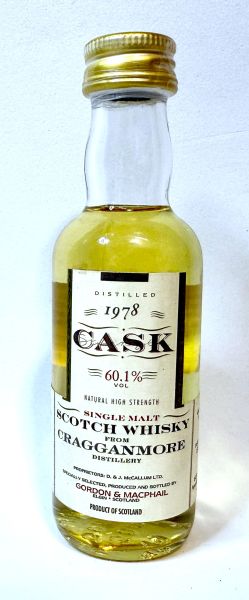 DISTILLED
1978
CASK
60.1%
VOL
NATURAL HIGH STRENGTH
SINGLE MALT
SCOTCH WHISKY
FROM
CRAGGANMORE
DISTILLERY
PROPRIETORS: D. & J. McCALLUM LTD.
SPECIALLY SELECTED, PRODUCED AND BOTTLED BY
GORDON & MACPHAIL
ELGIN · SCOTLAND
PRODUCT OF SCOTLAND